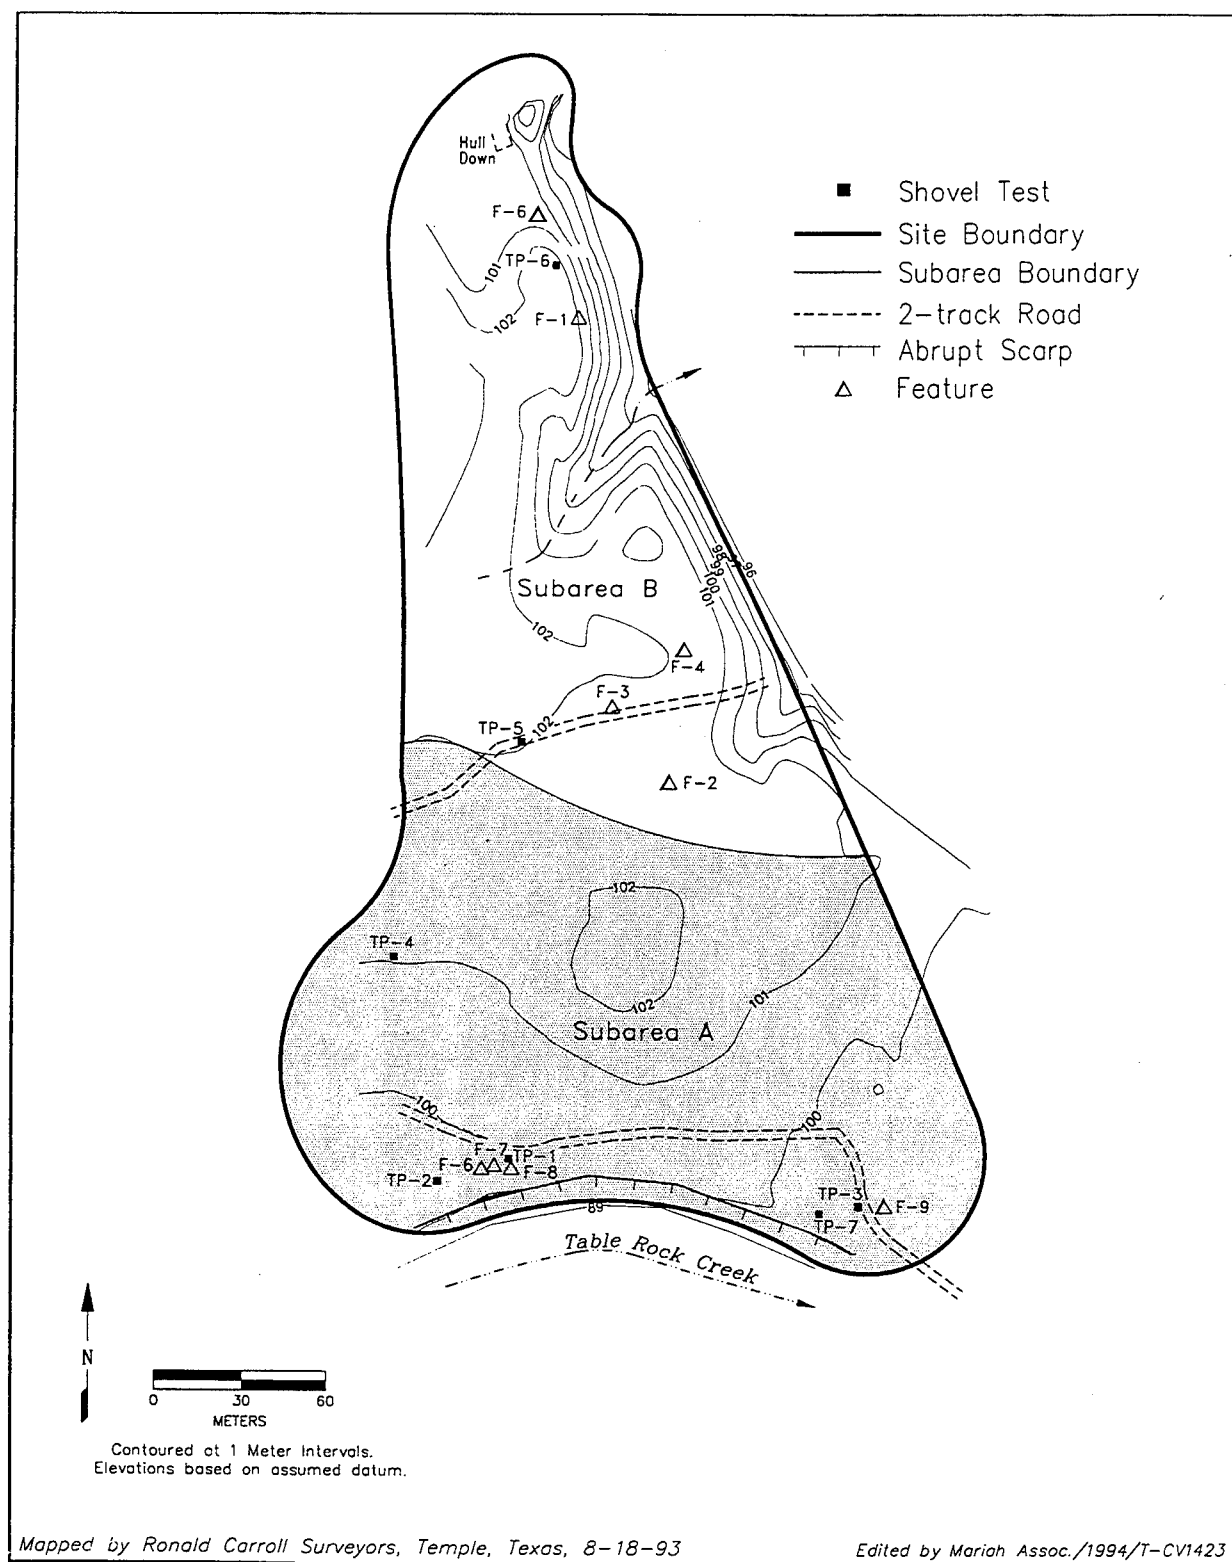 Hull
Down
F-6
101
TP-6
102
F-1
Shovel Test
Site Boundary
Subarea Boundary
2-track Road
Abrupt Scarp
Feature
96
97
98
99
100
101
Subarea B
102
F-4
F-3
102
TP-5
F-2
102
TP-4
102
101
Subarea A
100
100
F-7
TP-1
F-6
F-8
TP-2
TP-3
F-9
TP-7
89
Table Rock Creek
N
0 30 60
METERS
Contoured at 1 Meter Intervals.
Elevations based on assumed datum.
Mapped by Ronald Carroll Surveyors, Temple, Texas, 8-18-93
Edited by Mariah Assoc./1994/T-CV1423